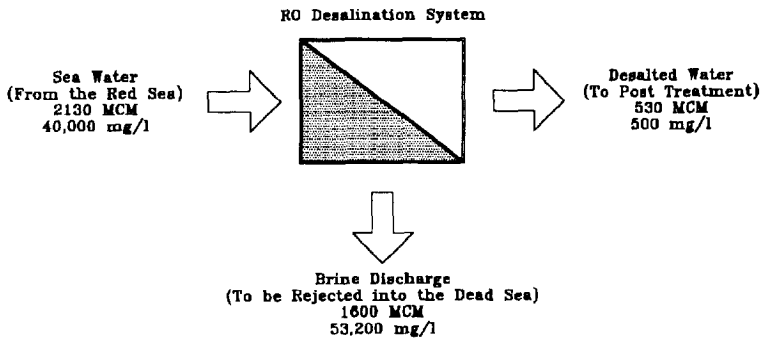 RO Desalination System
Sea Water
(From the Red Sea)
2130 MCM
40,000 mg/l
Desalted Water
(To Post Treatment)
530 MCM
500 mg/l
Brine Discharge
(To be Rejected into the Dead Sea)
1600 MCM
53,200 mg/l